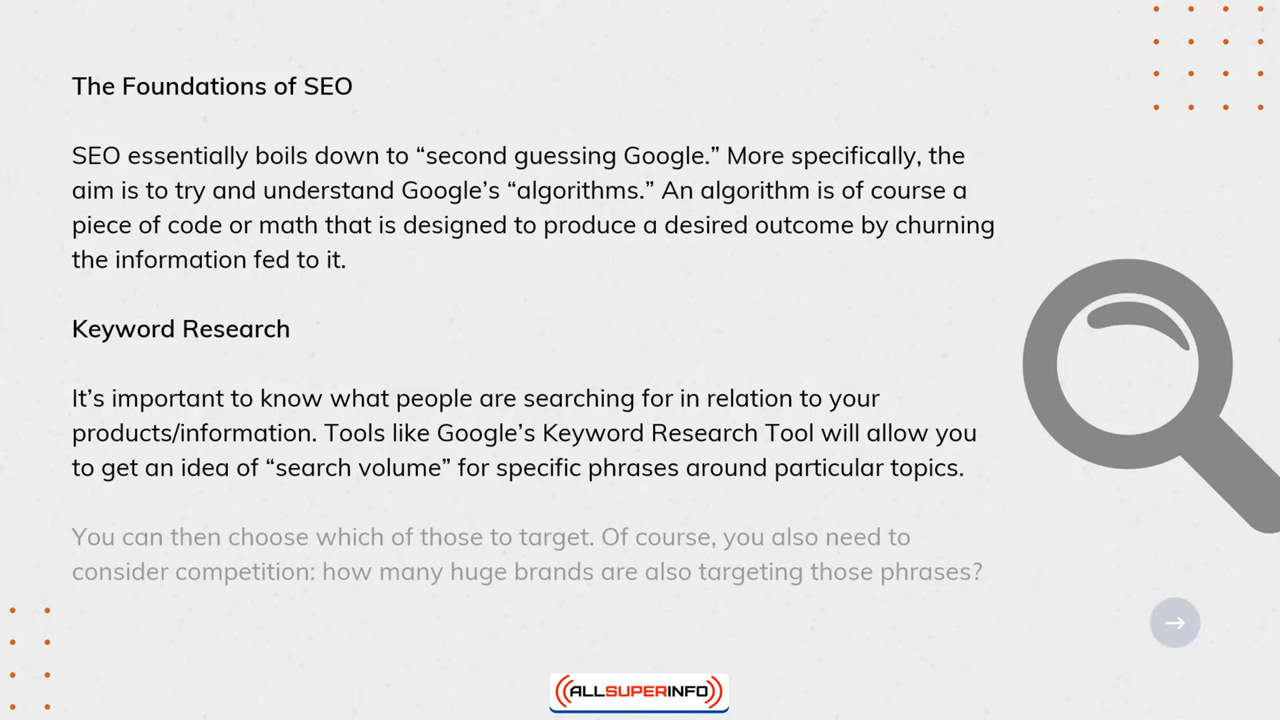 The Foundations of SEO
SEO essentially boils down to “second guessing Google.” More specifically, the
aim is to try and understand Google’s “algorithms.” An algorithm is of course a
piece of code or math that is designed to produce a desired outcome by churning
the information fed to it.
Keyword Research
It’s important to know what people are searching for in relation to your
products/information. Tools like Google’s Keyword Research Tool will allow you
to get an idea of “search volume” for specific phrases around particular topics.
You can then choose which of those to target. Of course, you also need to
consider competition: how many huge brands are also targeting those phrases?
ALLSUPERINFO